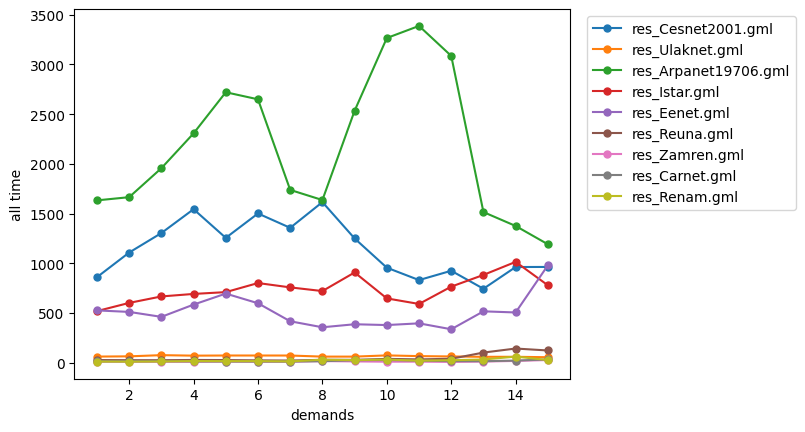 3500
3000
2500
2000
1500
1000
500
0
all time
2 4 6 8 10 12 14
demands
res_Cesnet2001.gml
res_Ulaknet.gml
res_Arpanet19706.gml
res_Istar.gml
res_Eenet.gml
res_Reuna.gml
res_Zamren.gml
res_Carnet.gml
res_Renam.gml